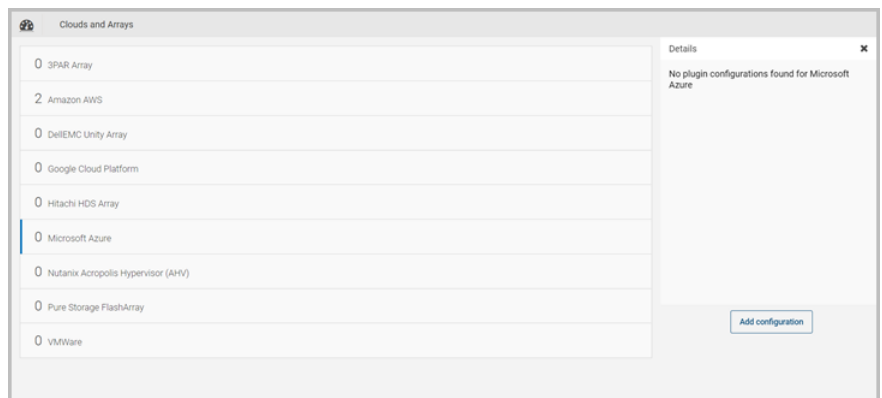 Clouds and Arrays
0 3PAR Array
2 Amazon AWS
0 DellEMC Unity Array
0 Google Cloud Platform
0 Hitachi HDS Array
0 Microsoft Azure
0 Nutanix Acropolis Hypervisor (AHV)
0 Pure Storage FlashArray
0 VMWare
Details
No plugin configurations found for Microsoft
Azure
Add configuration